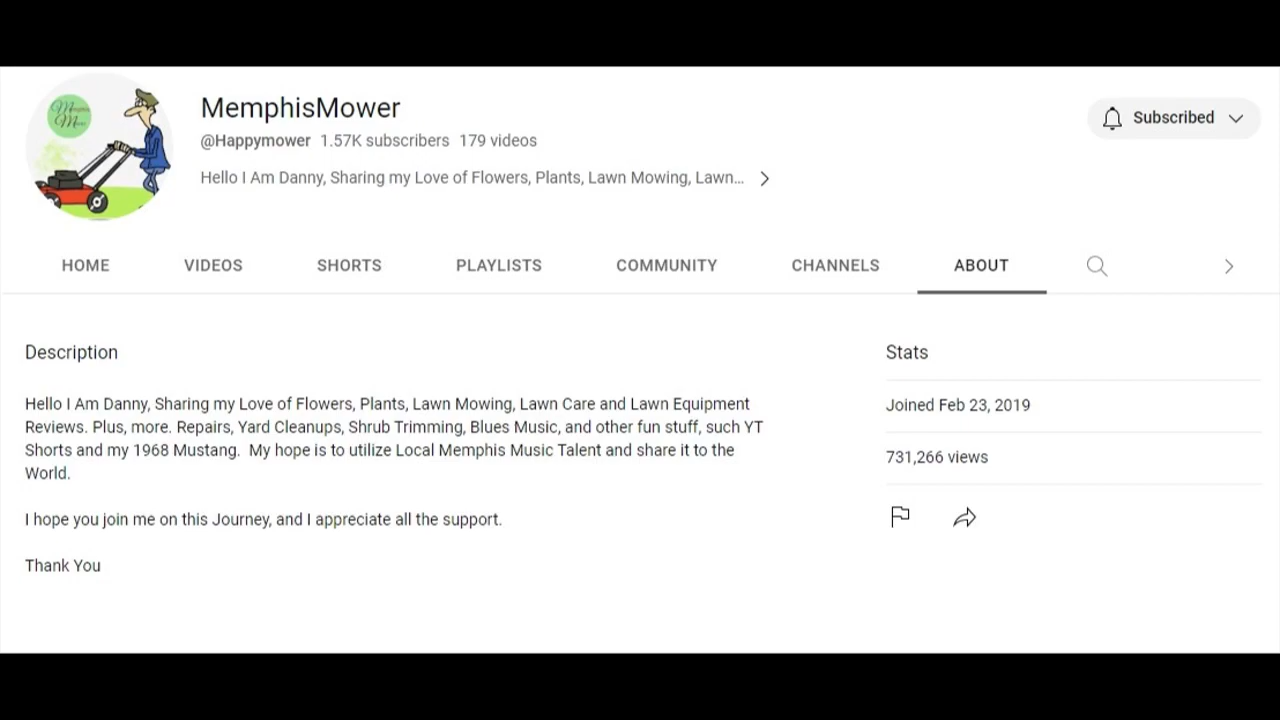 Memphis
Mower
MemphisMower
@Happymower 1.57K subscribers 179 videos
Hello I Am Danny, Sharing my Love of Flowers, Plants, Lawn Mowing, Lawn...
Subscribed
HOME VIDEOS SHORTS PLAYLISTS COMMUNITY CHANNELS ABOUT
Description
Hello I Am Danny, Sharing my Love of Flowers, Plants, Lawn Mowing, Lawn Care and Lawn Equipment
Reviews. Plus, more. Repairs, Yard Cleanups, Shrub Trimming, Blues Music, and other fun stuff, such YT
Shorts and my 1968 Mustang.  My hope is to utilize Local Memphis Music Talent and share it to the
World.
I hope you join me on this Journey, and I appreciate all the support.
Thank You
Stats
Joined Feb 23, 2019
731,266 views